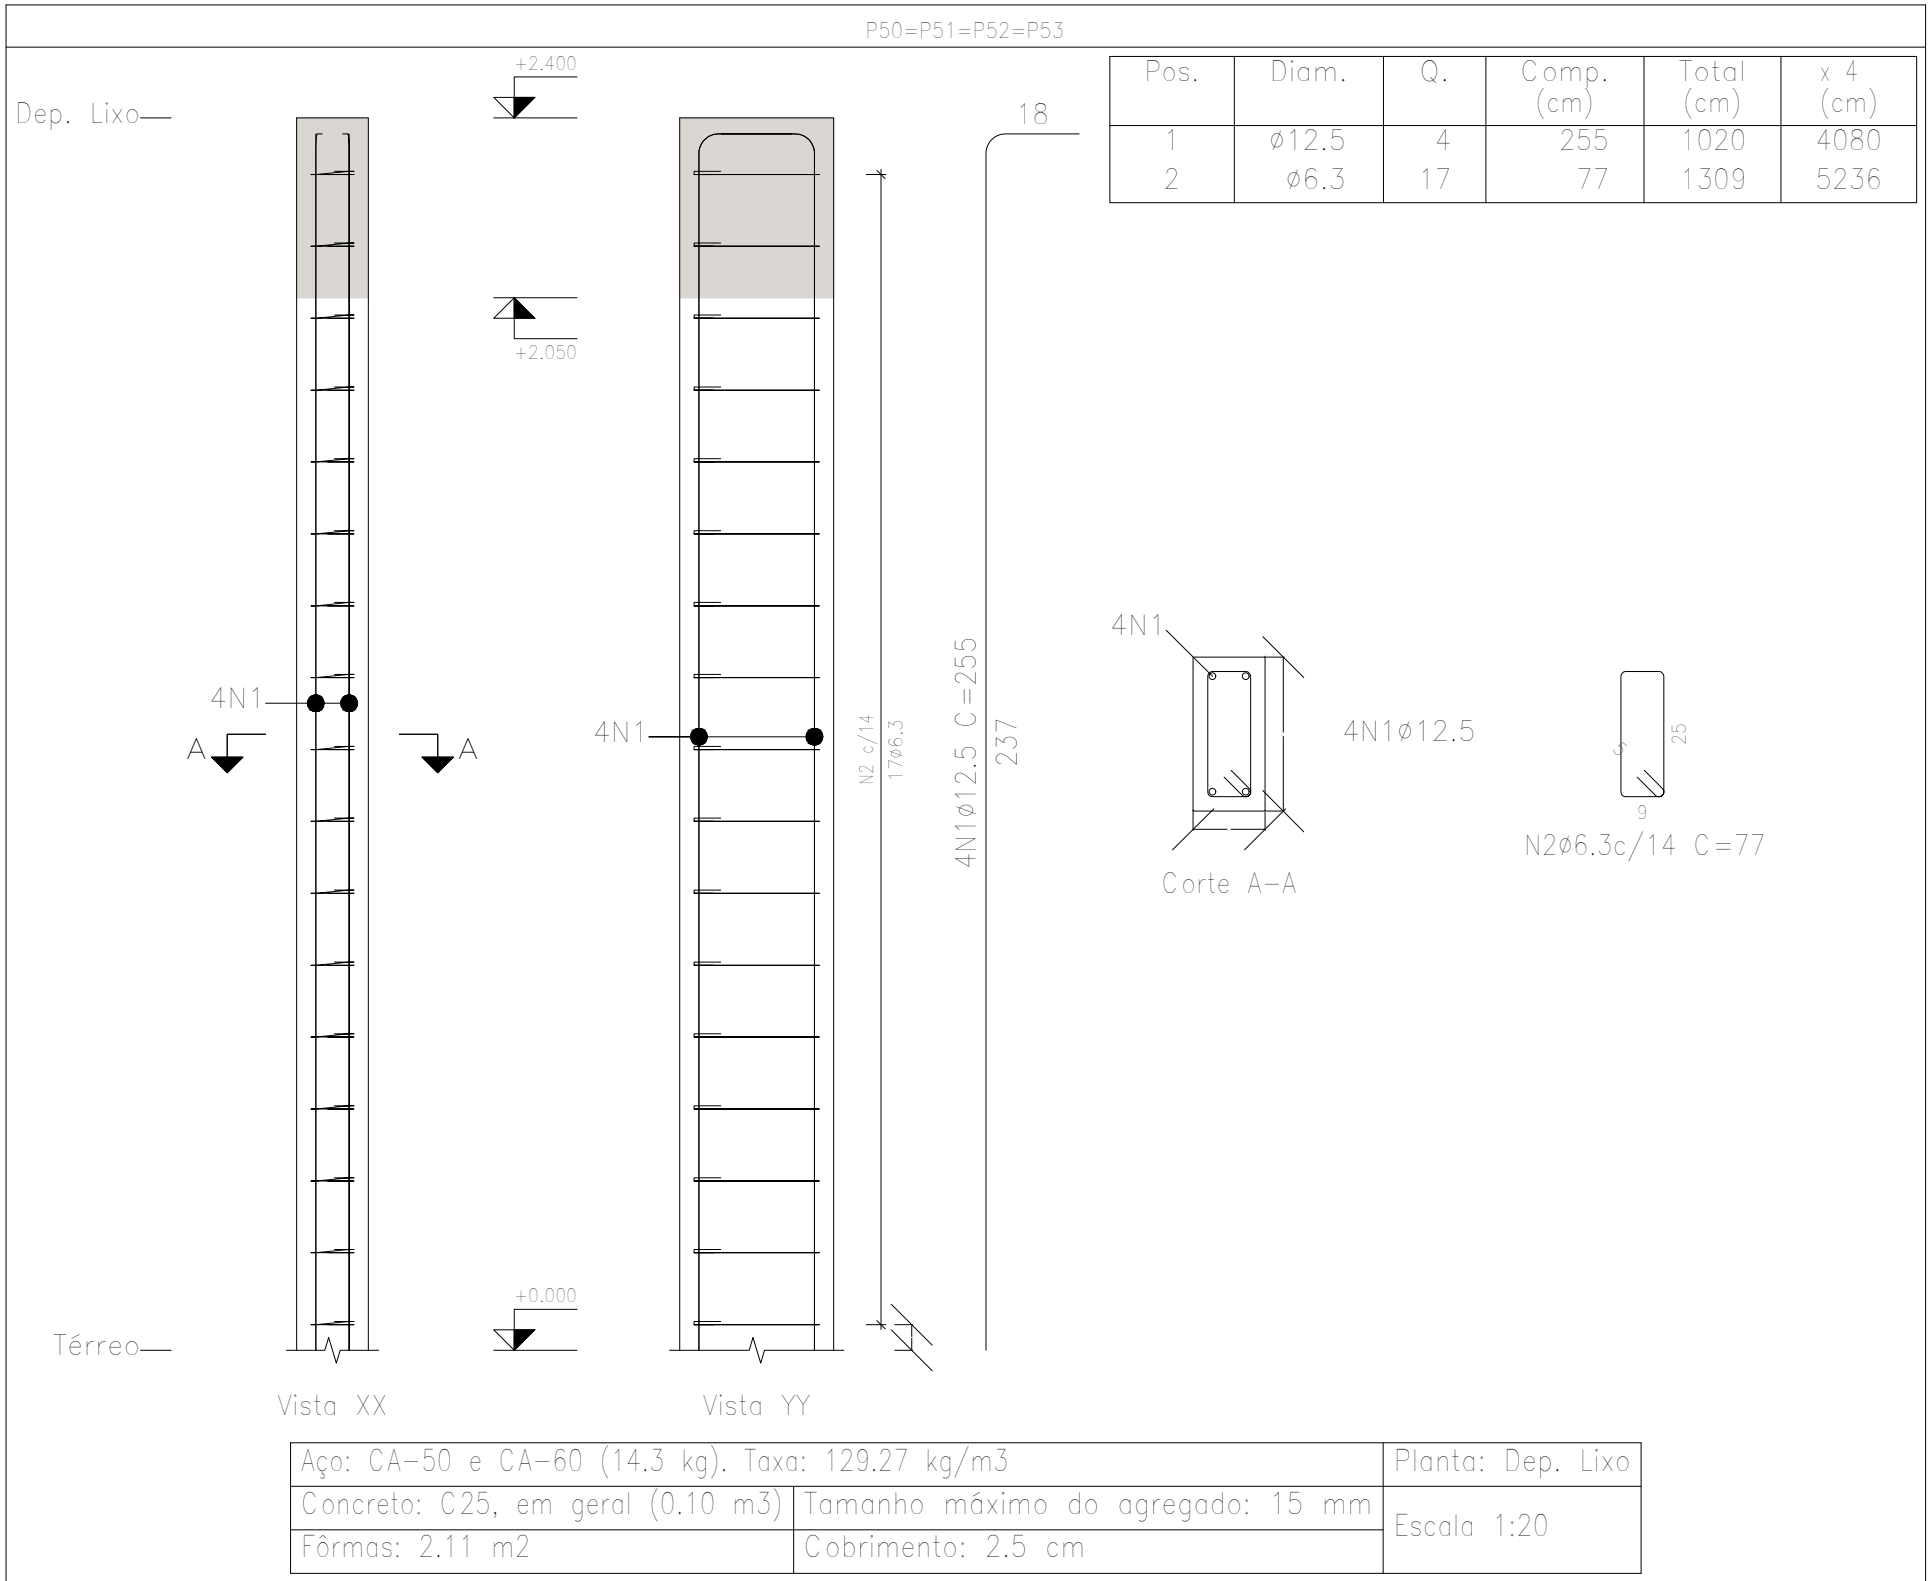 P50=P51=P52=P53
Pos. Diam. Q. Comp. (cm) Total (cm) x 4 (cm)
1 ø12.5 4 255 1020 4080
2 ø6.3 17 77 1309 5236
+2.400
Dep. Lixo
18
+2.050
4N1
A A
4N1
N2 c/14
17ø6.3
4N1ø12.5 C=255
237
4N1
4N1ø12.5
Corte A-A
5
25
9
N2ø6.3c/14 C=77
+0.000
Térreo
Vista XX
Vista YY
Aço: CA-50 e CA-60 (14.3 kg). Taxa: 129.27 kg/m3
Planta: Dep. Lixo
Concreto: C25, em geral (0.10 m3)
Tamanho máximo do agregado: 15 mm
Escala 1:20
Fôrmas: 2.11 m2
Cobrimento: 2.5 cm